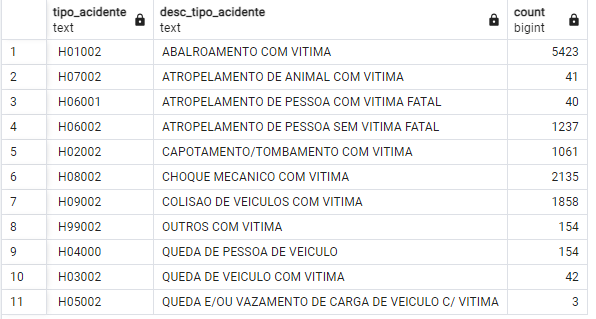 tipo_acidente desc_tipo_acidente count
text text bigint
1 H01002 ABALROAMENTO COM VITIMA 5423
2 H07002 ATROPELAMENTO DE ANIMAL COM VITIMA 41
3 H06001 ATROPELAMENTO DE PESSOA COM VITIMA FATAL 40
4 H06002 ATROPELAMENTO DE PESSOA SEM VITIMA FATAL 1237
5 H02002 CAPOTAMENTO/TOMBAMENTO COM VITIMA 1061
6 H08002 CHOQUE MECANICO COM VITIMA 2135
7 H09002 COLISAO DE VEICULOS COM VITIMA 1858
8 H99002 OUTROS COM VITIMA 154
9 H04000 QUEDA DE PESSOA DE VEICULO 154
10 H03002 QUEDA DE VEICULO COM VITIMA 42
11 H05002 QUEDA E/OU VAZAMENTO DE CARGA DE VEICULO C/ VITIMA 3